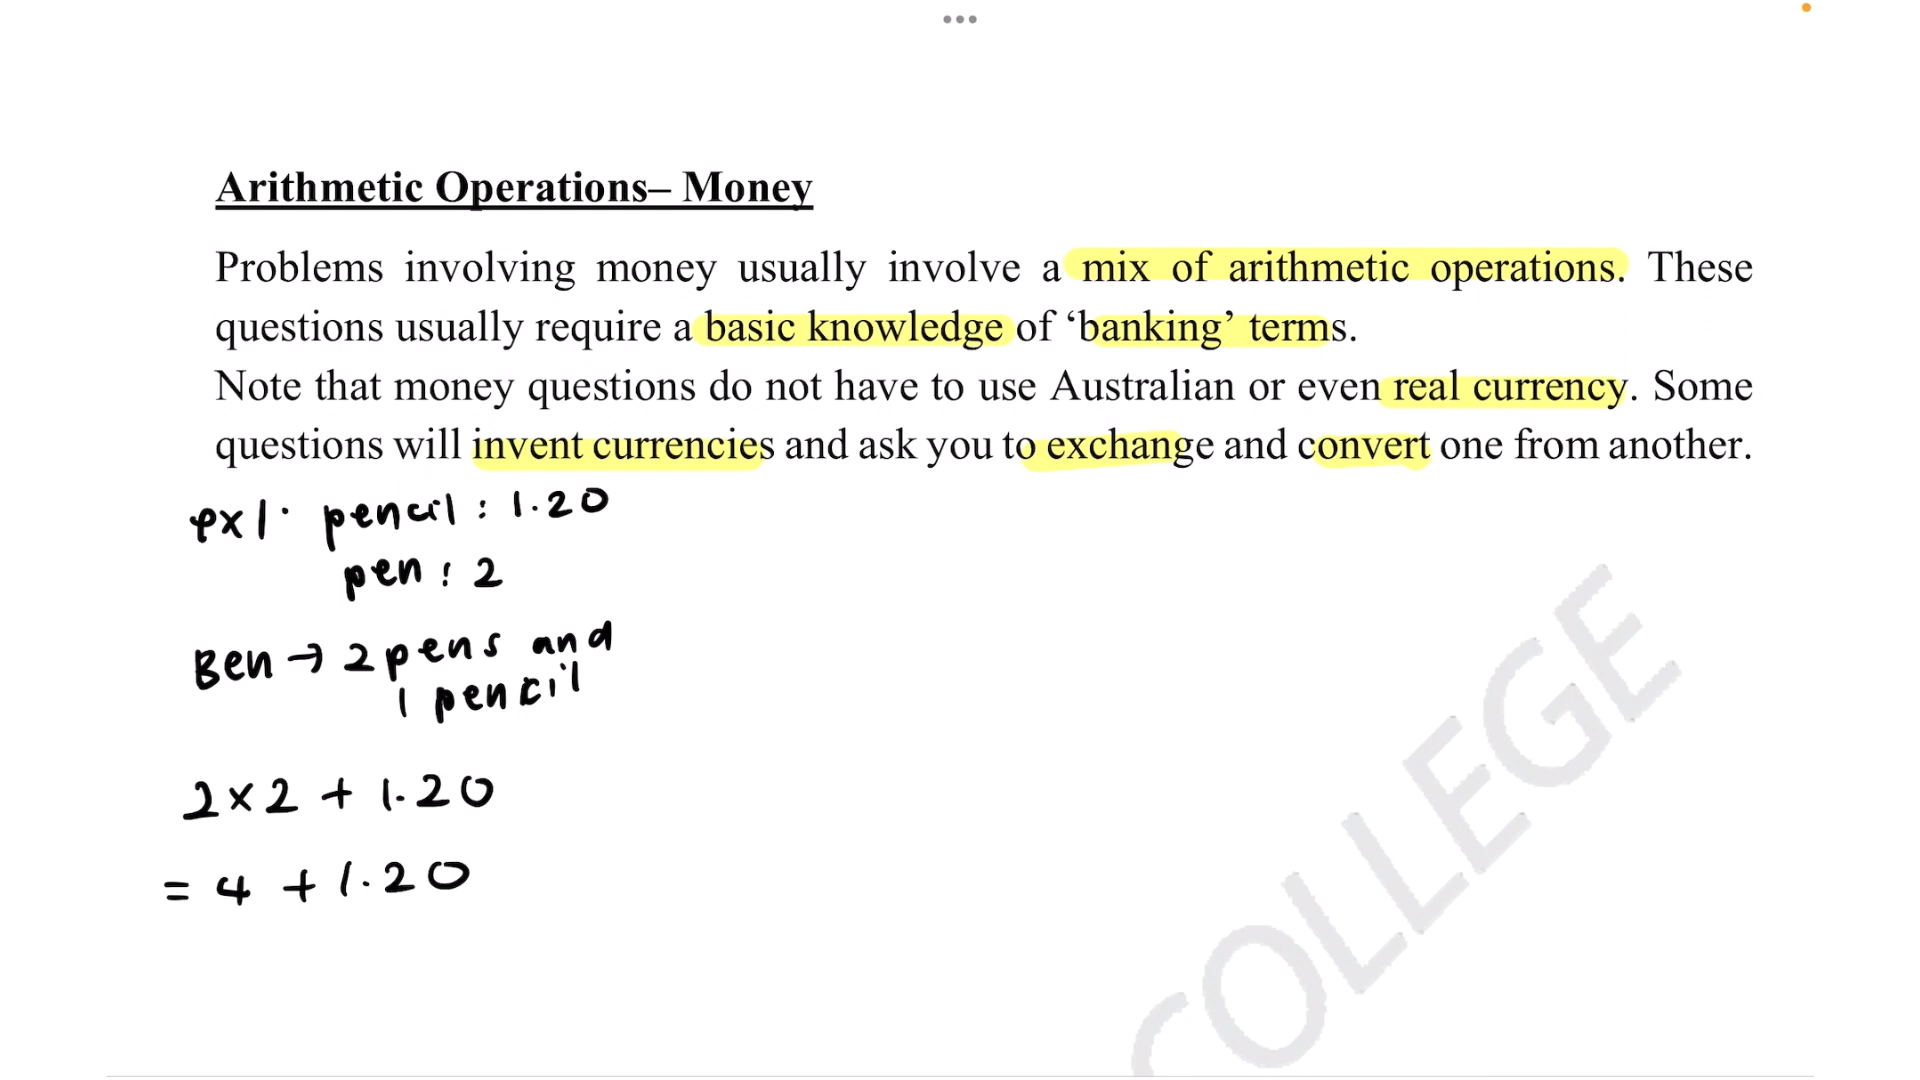 Arithmetic Operations– Money
Problems involving money usually involve a mix of arithmetic operations. These
questions usually require a basic knowledge of ‘banking’ terms.
Note that money questions do not have to use Australian or even real currency. Some
questions will invent currencies and ask you to exchange and convert one from another.
ex1. pencil : 1.20
pen : 2
Ben → 2 pens and
1 pencil
2 × 2 + 1.20
= 4 + 1.20
COLLEGE